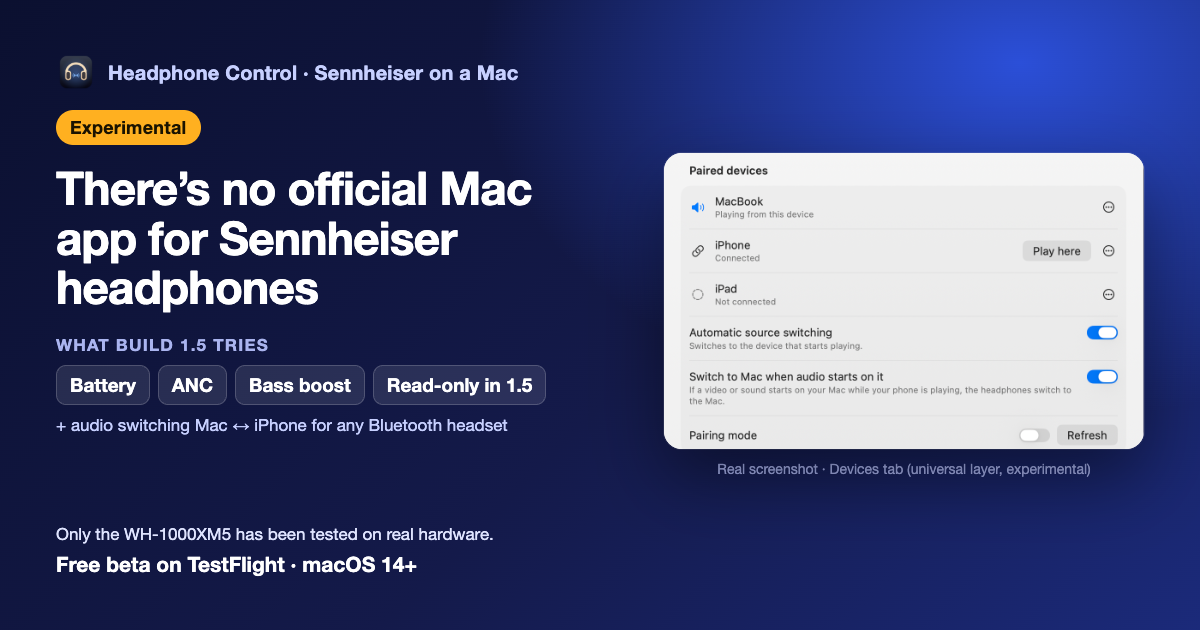 Headphone Control · Sennheiser on a Mac
Experimental
There’s no official Mac
app for Sennheiser
headphones
WHAT BUILD 1.5 TRIES
Battery
ANC
Bass boost
Read-only in 1.5
+ audio switching Mac ↔ iPhone for any Bluetooth headset
Only the WH-1000XM5 has been tested on real hardware.
Free beta on TestFlight · macOS 14+
Paired devices
MacBook
Playing from this device
iPhone
Connected
Play here
iPad
Not connected
Automatic source switching
Switches to the device that starts playing.
Switch to Mac when audio starts on it
If a video or sound starts on your Mac while your phone is playing, the headphones switch to
the Mac.
Pairing mode
Refresh
Real screenshot · Devices tab (universal layer, experimental)